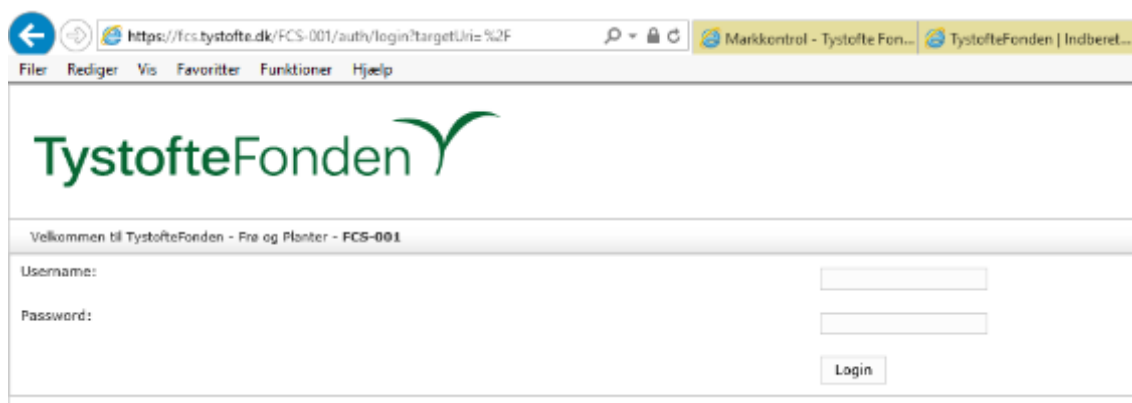 https://fcs.tystofte.dk/FCS-001/auth/login?targetUri=%2F
Markkontrol - Tystofte Fon...
TystofteFonden | Indberet...
Filer Rediger Vis Favoritter Funktioner Hjælp
TystofteFonden
Velkommen til TystofteFonden - Frø og Planter - FCS-001
Username:
Password:
Login